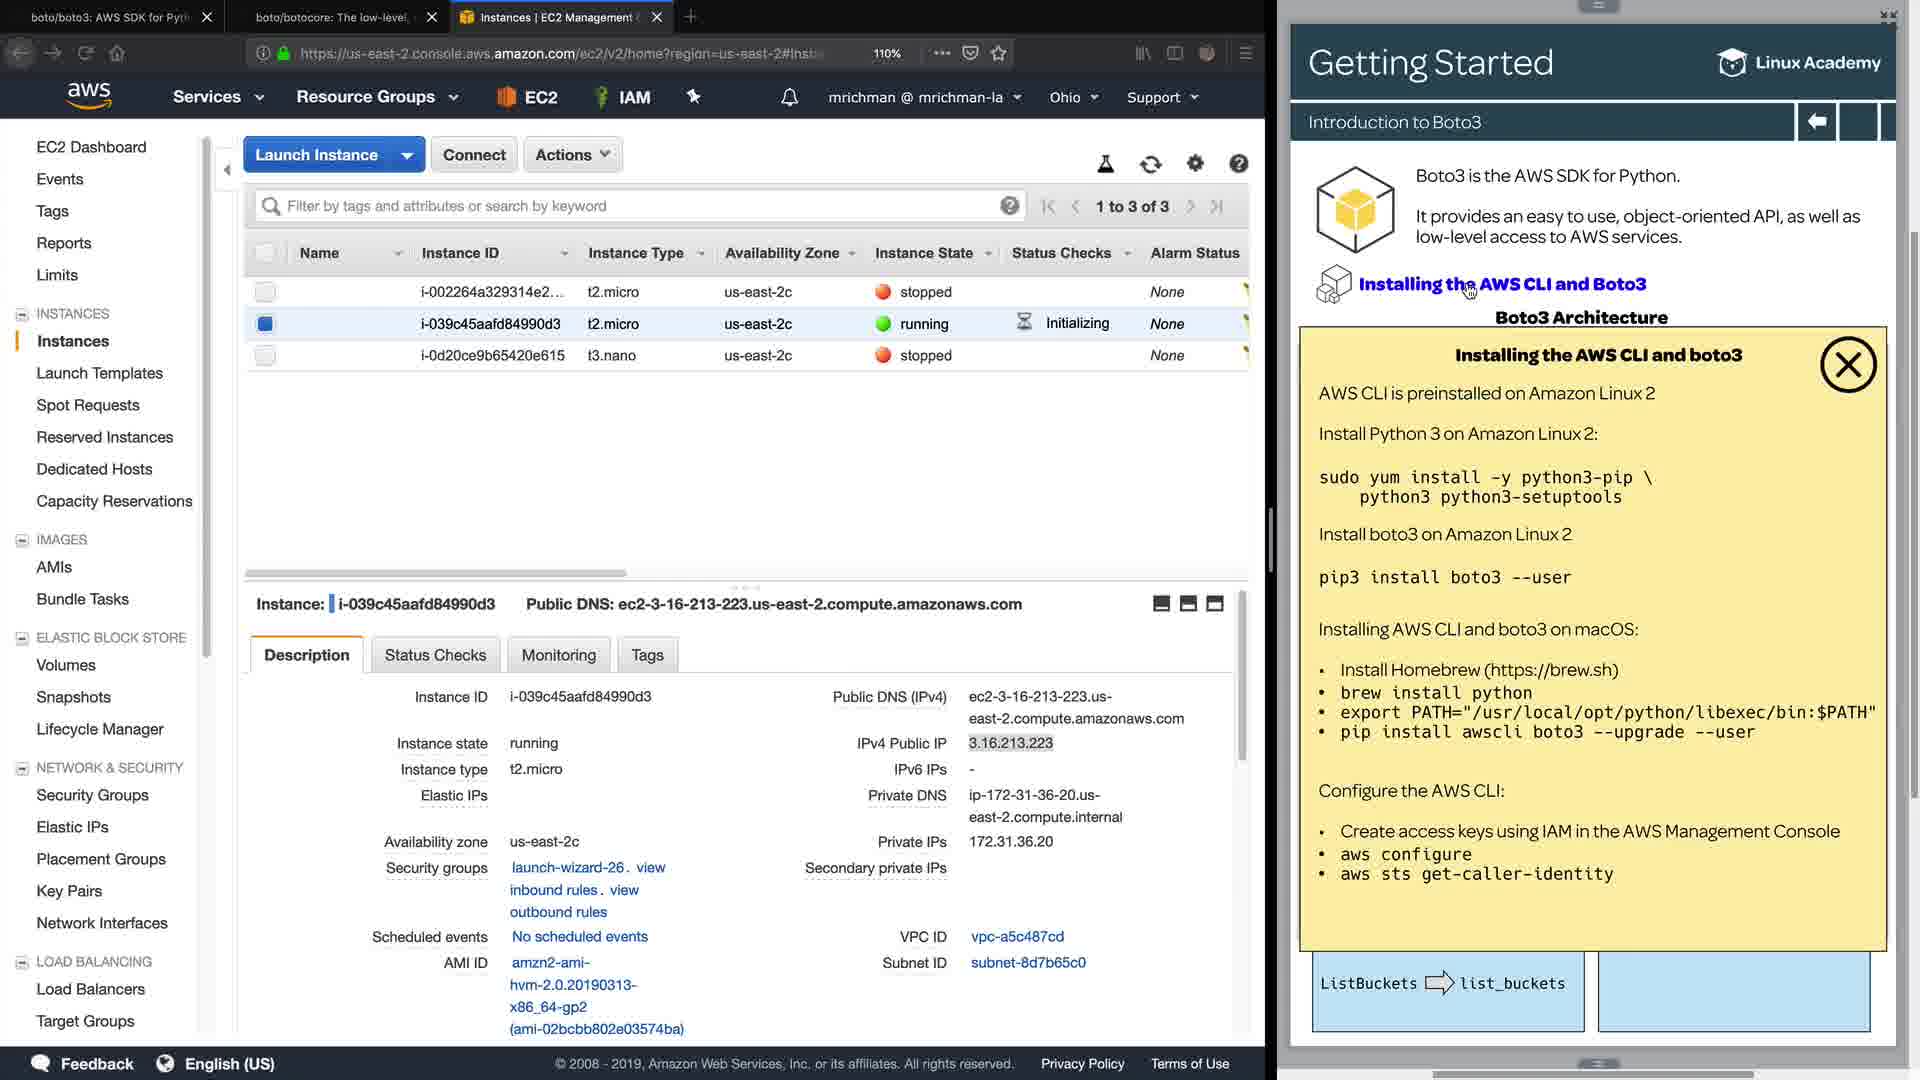 boto/boto3: AWS SDK for Pyth
boto/botocore: The low-level,
Instances | EC2 Management
https://us-east-2.console.aws.amazon.com/ec2/v2/home?region=us-east-2#Inst
110%
aws
Services
Resource Groups
EC2
IAM
mrichman @ mrichman-la
Ohio
Support
EC2 Dashboard
Events
Tags
Reports
Limits
INSTANCES
Instances
Launch Templates
Spot Requests
Reserved Instances
Dedicated Hosts
Capacity Reservations
IMAGES
AMIs
Bundle Tasks
ELASTIC BLOCK STORE
Volumes
Snapshots
Lifecycle Manager
NETWORK & SECURITY
Security Groups
Elastic IPs
Placement Groups
Key Pairs
Network Interfaces
LOAD BALANCING
Load Balancers
Target Groups
Launch Instance
Connect
Actions
Filter by tags and attributes or search by keyword
1 to 3 of 3
Name Instance ID Instance Type Availability Zone Instance State Status Checks Alarm Status
i-002264a329314e2... t2.micro us-east-2c stopped None
i-039c45aafd84990d3 t2.micro us-east-2c running Initializing None
i-0d20ce9b65420e615 t3.nano us-east-2c stopped None
Instance: i-039c45aafd84990d3 Public DNS: ec2-3-16-213-223.us-east-2.compute.amazonaws.com
Description
Status Checks
Monitoring
Tags
Instance ID i-039c45aafd84990d3
Instance state running
Instance type t2.micro
Elastic IPs
Availability zone us-east-2c
Security groups launch-wizard-26. view
inbound rules. view
outbound rules
Scheduled events No scheduled events
AMI ID amzn2-ami-
hvm-2.0.20190313-
x86_64-gp2
(ami-02bcbb802e03574ba)
Public DNS (IPv4) ec2-3-16-213-223.us-
east-2.compute.amazonaws.com
IPv4 Public IP 3.16.213.223
IPv6 IPs -
Private DNS ip-172-31-36-20.us-
east-2.compute.internal
Private IPs 172.31.36.20
Secondary private IPs
VPC ID vpc-a5c487cd
Subnet ID subnet-8d7b65c0
Feedback
English (US)
© 2008 - 2019, Amazon Web Services, Inc. or its affiliates. All rights reserved.
Privacy Policy
Terms of Use
Getting Started
Linux Academy
Introduction to Boto3
Boto3 is the AWS SDK for Python.
It provides an easy to use, object-oriented API, as well as
low-level access to AWS services.
Installing the AWS CLI and Boto3
Boto3 Architecture
Installing the AWS CLI and boto3
AWS CLI is preinstalled on Amazon Linux 2
Install Python 3 on Amazon Linux 2:
sudo yum install -y python3-pip \
python3 python3-setuptools
Install boto3 on Amazon Linux 2
pip3 install boto3 --user
Installing AWS CLI and boto3 on macOS:
• Install Homebrew (https://brew.sh)
• brew install python
• export PATH="/usr/local/opt/python/libexec/bin:$PATH"
• pip install awscli boto3 --upgrade --user
Configure the AWS CLI:
• Create access keys using IAM in the AWS Management Console
• aws configure
• aws sts get-caller-identity
ListBuckets list_buckets